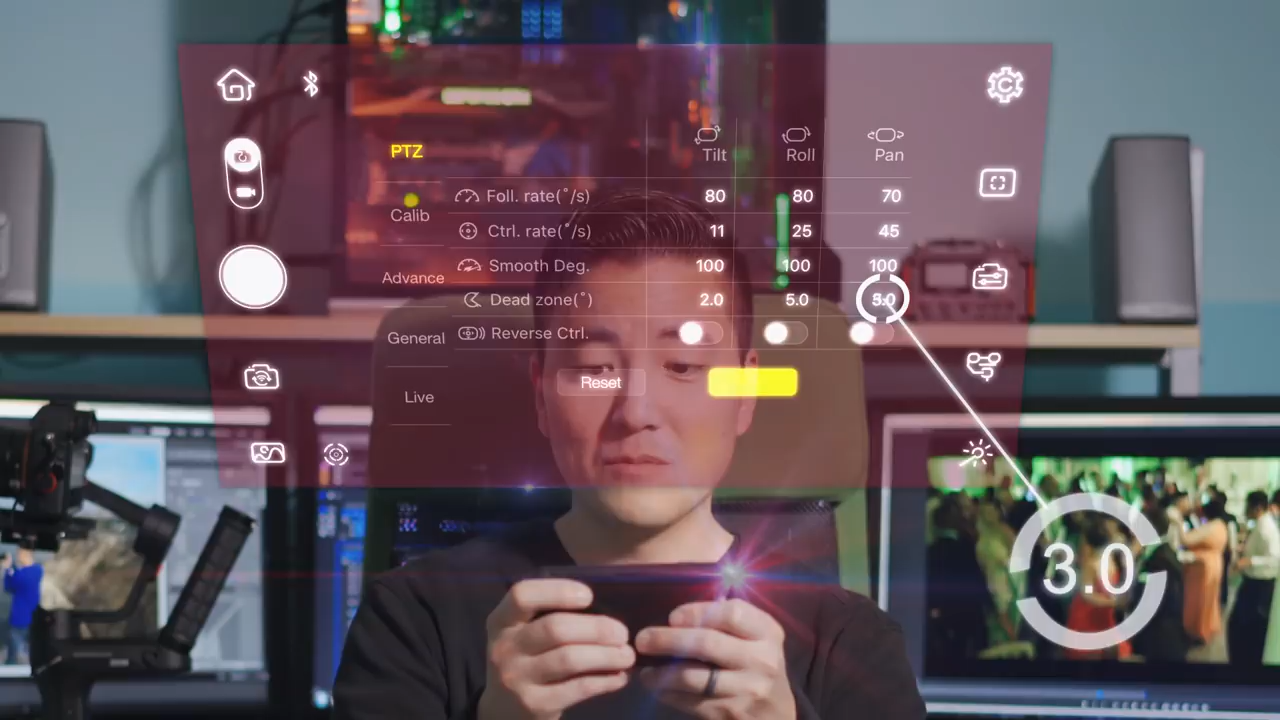 Tilt Roll Pan
PTZ
Foll. rate(°/s) 80 80 70
Calib
Ctrl. rate(°/s) 11 25 45
Smooth Deg. 100 100 100
Advance
Dead zone(°) 2.0 5.0 3.0
General
Reverse Ctrl.
Reset
Live
3.0